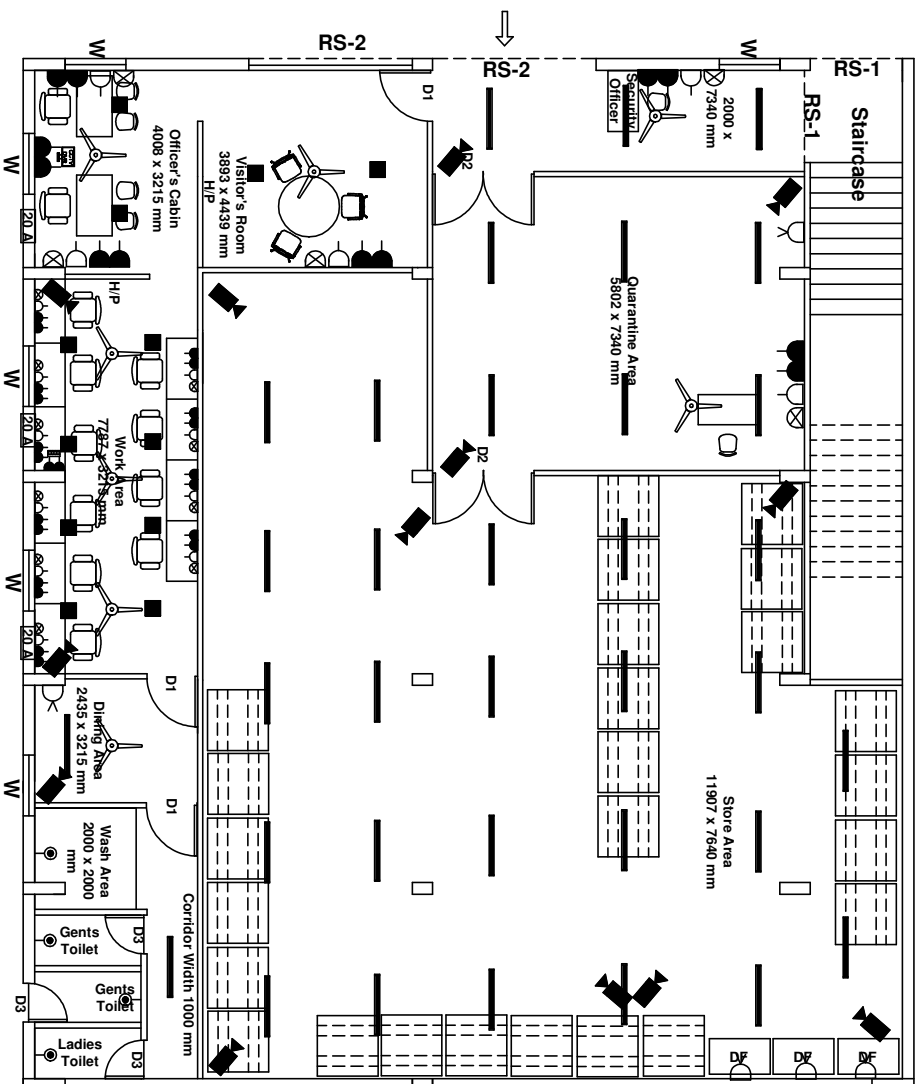 RS-2
RS-2
RS-1
W
W
D1
D2
Security
Officer
2000 x
7340 mm
RS-1
Staircase
Officer's Cabin
4008 x 3215 mm
Visitor's Room
3893 x 4439 mm
H/P
W
20 A
H/P
Quarantine Area
5802 x 7340 mm
W
20 A
Work Area
7787 x 3215 mm
D2
W
20 A
D1
Dining Area
2435 x 3215 mm
W
D1
Store Area
11907 x 7640 mm
Wash Area
2000 x 2000
mm
Corridor Width 1000 mm
Gents
Toilet
D3
Gents
Toilet
D3
Ladies
Toilet
D3
DF
DF
DF